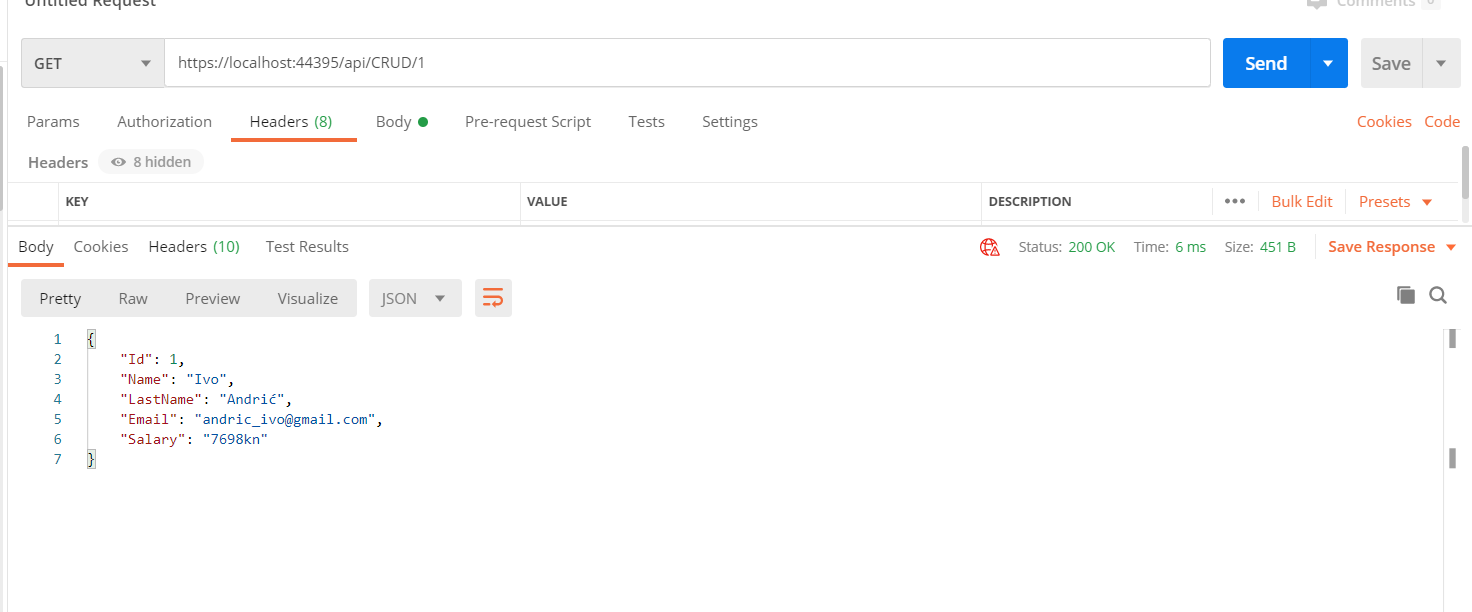 Untitled Request
Comments 0
GET https://localhost:44395/api/CRUD/1 Send Save
Params Authorization Headers (8) Body Pre-request Script Tests Settings Cookies Code
Headers 8 hidden
KEY VALUE DESCRIPTION ••• Bulk Edit Presets
Body Cookies Headers (10) Test Results Status: 200 OK Time: 6 ms Size: 451 B Save Response
Pretty Raw Preview Visualize JSON
1 {
2 "Id": 1,
3 "Name": "Ivo",
4 "LastName": "Andrić",
5 "Email": "andric_ivo@gmail.com",
6 "Salary": "7698kn"
7 }